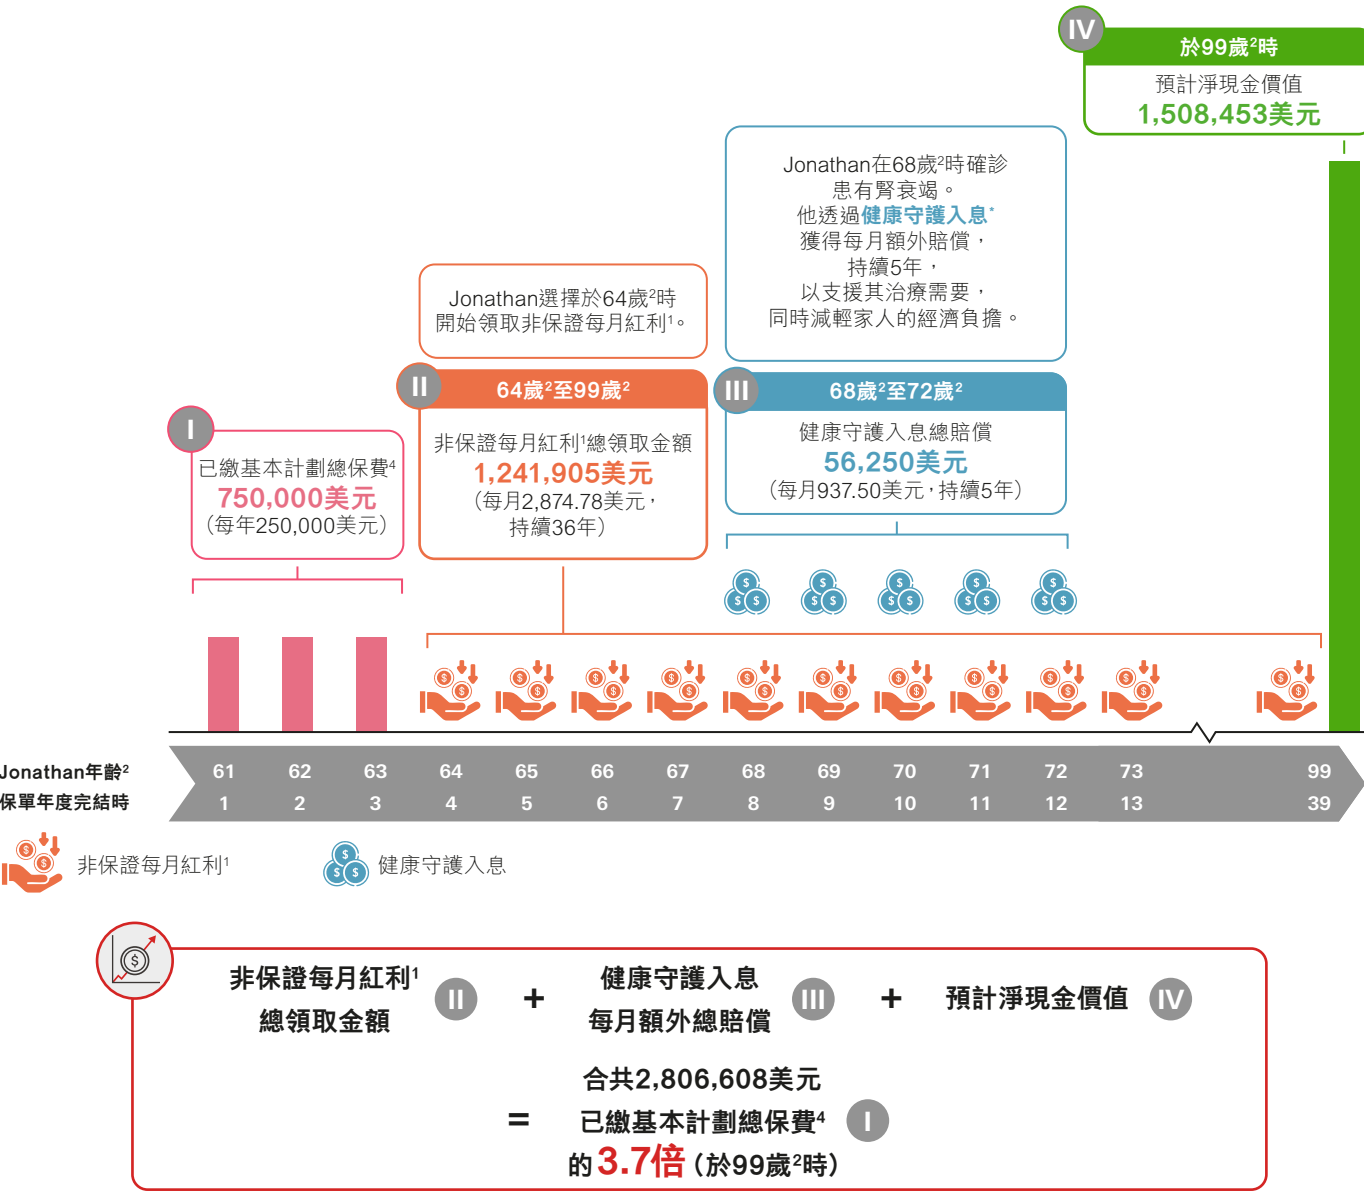 IV
於99歲²時
預計淨現金價值
1,508,453美元
Jonathan在68歲²時確診
患有腎衰竭。
他透過健康守護入息*
獲得每月額外賠償，
持續5年，
以支援其治療需要，
同時減輕家人的經濟負擔。
Jonathan選擇於64歲²時
開始領取非保證每月紅利¹。
I
已繳基本計劃總保費⁴
750,000美元
（每年250,000美元）
II
64歲²至99歲²
非保證每月紅利¹總領取金額
1,241,905美元
（每月2,874.78美元，
持續36年）
III
68歲²至72歲²
健康守護入息總賠償
56,250美元
（每月937.50美元，持續5年）
Jonathan年齡² 61 62 63 64 65 66 67 68 69 70 71 72 73 99
保單年度完結時 1 2 3 4 5 6 7 8 9 10 11 12 13 39
非保證每月紅利¹ 健康守護入息
非保證每月紅利¹
總領取金額 II
+
健康守護入息
每月額外總賠償 III
+
預計淨現金價值 IV
合共2,806,608美元
= 已繳基本計劃總保費⁴ I
的3.7倍（於99歲²時）